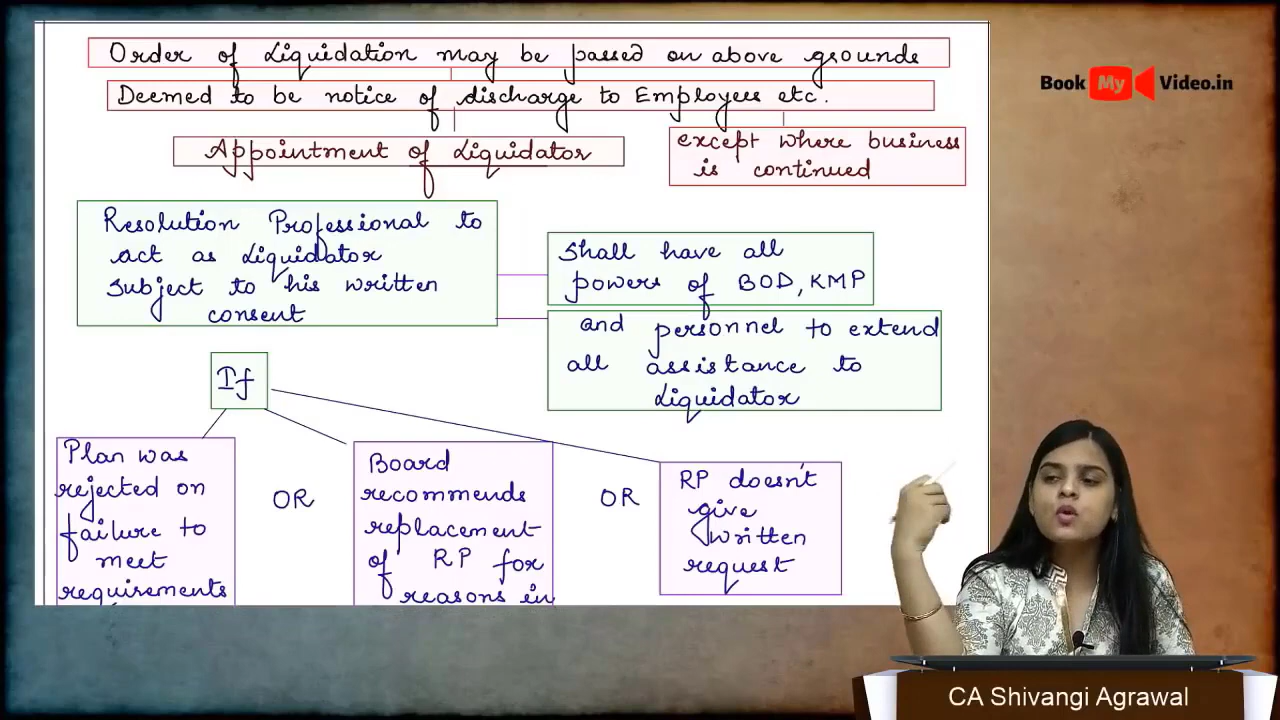 Order of Liquidation may be passed on above grounds
Deemed to be notice of discharge to Employees etc.
Appointment of Liquidator
except where business
is continued
Resolution Professional to
act as Liquidator
subject to his written
consent
Shall have all
powers of BOD, KMP
and personnel to extend
all assistance to
Liquidator
If
Plan was
rejected on
failure to
meet
requirements
OR
Board
recommends
replacement
of RP for
reasons in
OR
RP doesn't
give
written
request
Book My Video.in
CA Shivangi Agrawal